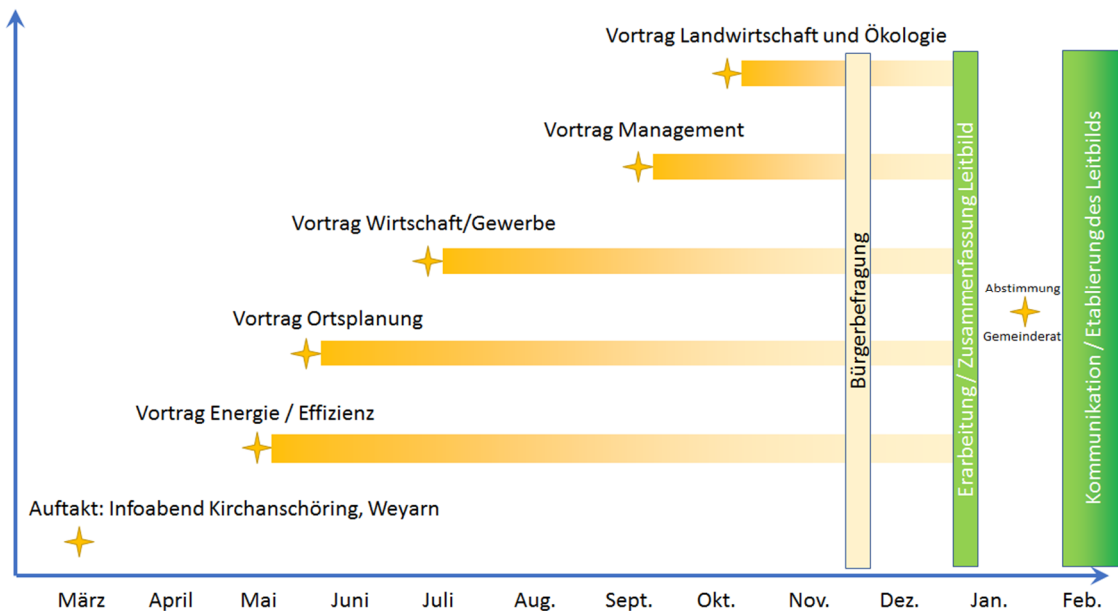 Vortrag Landwirtschaft und Ökologie
Vortrag Management
Vortrag Wirtschaft/Gewerbe
Vortrag Ortsplanung
Vortrag Energie / Effizienz
Auftakt: Infoabend Kirchanschöring, Weyarn
Bürgerbefragung
Erarbeitung / Zusammenfassung Leitbild
Abstimmung
Gemeinderat
Kommunikation / Etablierung des Leitbilds
März April Mai Juni Juli Aug. Sept. Okt. Nov. Dez. Jan. Feb.